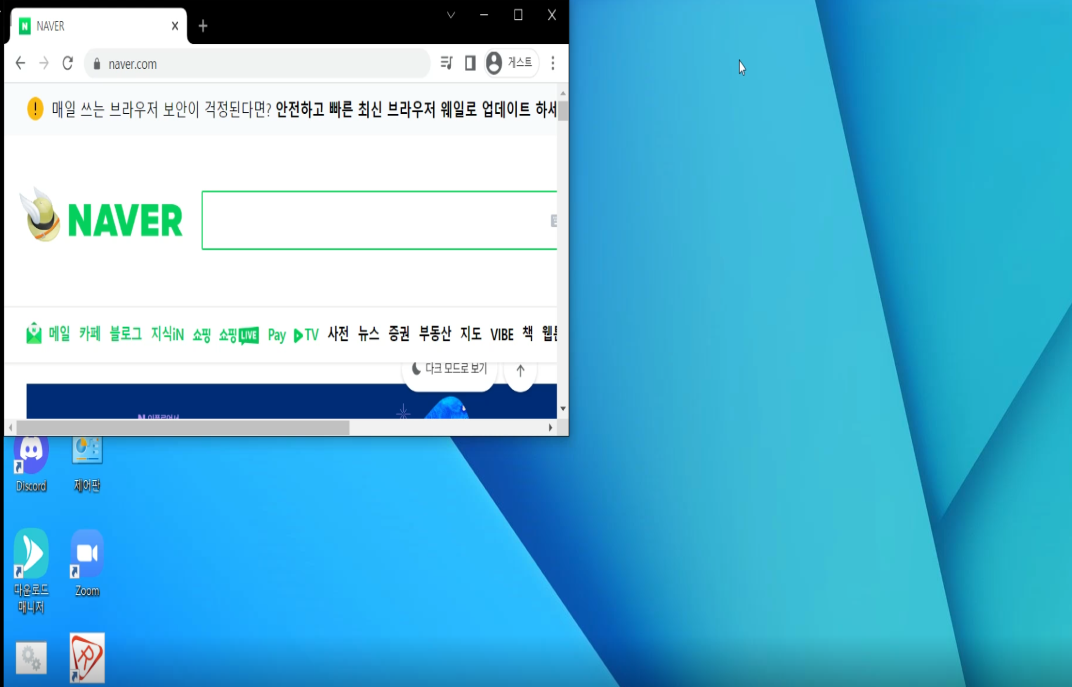 NAVER
naver.com
게스트
매일 쓰는 브라우저 보안이 걱정된다면? 안전하고 빠른 최신 브라우저 웨일로 업데이트 하세
NAVER
메일 카페 블로그 지식iN 쇼핑 쇼핑LIVE Pay TV 사전 뉴스 증권 부동산 지도 VIBE 책 웹툰
다크 모드로 보기
Discord
제어판
다운로드
매니저
Zoom